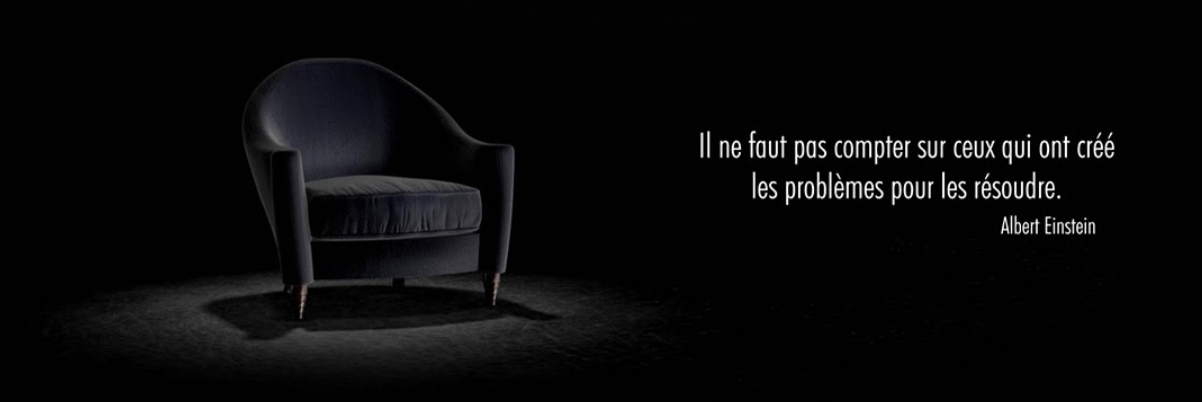 Il ne faut pas compter sur ceux qui ont créé
les problèmes pour les résoudre.
Albert Einstein